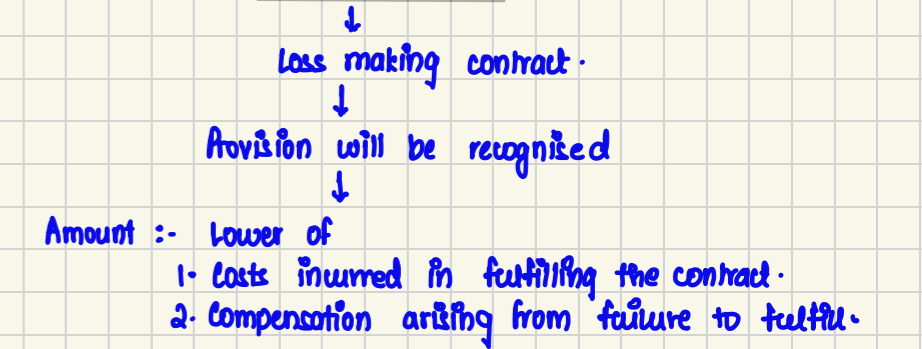 ↓
Loss making contract.
↓
Provision will be recognised
↓
Amount :- Lower of
1. Costs incurred in fulfilling the contract.
2. Compensation arising from failure to fulfill.